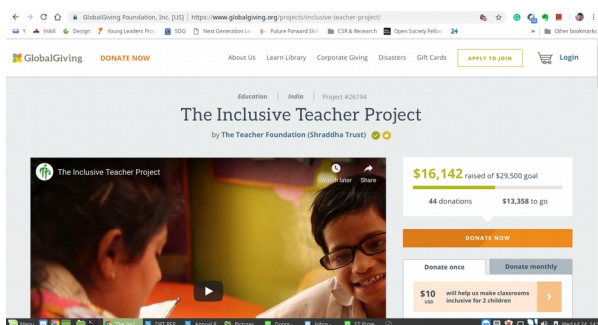 GlobalGiving Foundation, Inc. [US] | https://www.globalgiving.org/projects/inclusive-teacher-project/
Y Vskill Design Young Leaders Prog SDG Next Generation Future Forward Skill CSR & Research Open Society Fellow 24 » Other bookmarks
GlobalGiving DONATE NOW About Us Learn Library Corporate Giving Disasters Gift Cards APPLY TO JOIN Login
Education India Project #26194
The Inclusive Teacher Project
by The Teacher Foundation (Shraddha Trust)
The Inclusive Teacher Project
Watch later Share
$16,142 raised of $29,500 goal
44 donations $13,358 to go
DONATE NOW
Donate once Donate monthly
$10 USD will help us make classrooms
inclusive for 2 children
Menu